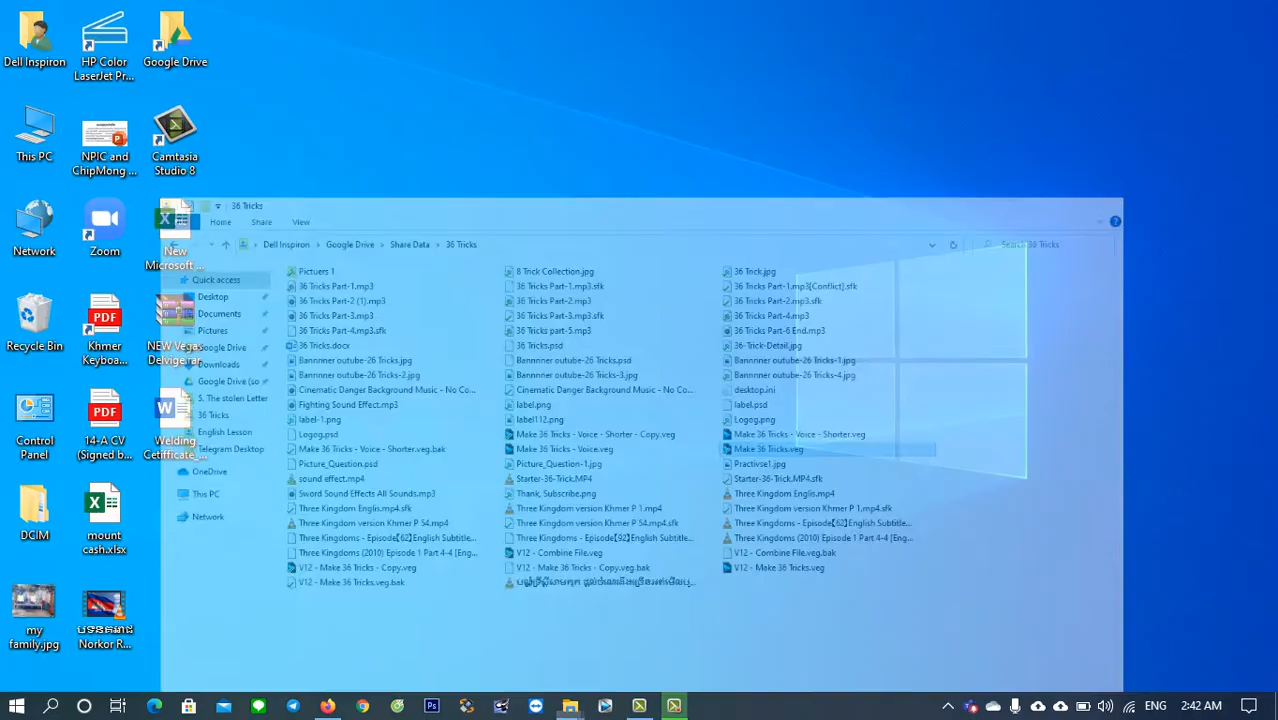 Dell Inspiron
HP Color
LaserJet Pr...
Google Drive
This PC
NPIC and
ChipMong ...
Camtasia
Studio 8
Network
Zoom
New
Microsoft ...
Recycle Bin
Khmer
Keyboa...
NEW Vegas
Delvige.rar
Control
Panel
14-A CV
(Signed b...
Welding
Cetificate_...
DCIM
mount
cash.xlsx
my
family.jpg
Norkor R...
36 Tricks
Home Share View
Dell Inspiron Google Drive Share Data 36 Tricks
Search 36 Tricks
Quick access
Desktop
Documents
Pictures
Google Drive
Downloads
Google Drive (so
S. The stolen Letter
36 Tricks
English Lesson
Telegram Desktop
OneDrive
This PC
Network
Pictuers 1 8 Trick Collection.jpg 36 Trick.jpg
36 Tricks Part-1.mp3 36 Tricks Part-1.mp3.sfk 36 Tricks Part-1.mp3[Conflict].sfk
36 Tricks Part-2 (1).mp3 36 Tricks Part-2.mp3 36 Tricks Part-2.mp3.sfk
36 Tricks Part-3.mp3 36 Tricks Part-3.mp3.sfk 36 Tricks Part-4.mp3
36 Tricks Part-4.mp3.sfk 36 Tricks part-5.mp3 36 Tricks Part-6 End.mp3
36 Tricks.docx 36 Tricks.psd 36-Trick-Detail.jpg
Bannnner outube-26 Tricks.jpg Bannnner outube-26 Tricks.psd Bannnner outube-26 Tricks-1.jpg
Bannnner outube-26 Tricks-2.jpg Bannnner outube-26 Tricks-3.jpg Bannnner outube-26 Tricks-4.jpg
Cinematic Danger Background Music - No Co... Cinematic Danger Background Music - No Co... desktop.ini
Fighting Sound Effect.mp3 label.png label.psd
label-1.png label112.png Logog.png
Logog.psd Make 36 Tricks - Voice - Shorter - Copy.veg Make 36 Tricks - Voice - Shorter.veg
Make 36 Tricks - Voice - Shorter.veg.bak Make 36 Tricks - Voice.veg Make 36 Tricks.veg
Picture_Question.psd Picture_Question-1.jpg Practivse1.jpg
sound effect.mp4 Starter-36-Trick.MP4 Starter-36-Trick.MP4.sfk
Sword Sound Effects All Sounds.mp3 Thank, Subscribe.png Three Kingdom Englis.mp4
Three Kingdom Englis.mp4.sfk Three Kingdom version Khmer P 1.mp4 Three Kingdom version Khmer P 1.mp4.sfk
Three Kingdom version Khmer P 54.mp4 Three Kingdom version Khmer P 54.mp4.sfk Three Kingdoms - Episode【62】English Subtitle...
Three Kingdoms - Episode【62】English Subtitle... Three Kingdoms - Episode【92】English Subtitle... Three Kingdoms (2010) Episode 1 Part 4-4 [Eng...
Three Kingdoms (2010) Episode 1 Part 4-4 [Eng... V12 - Combine File.veg V12 - Combine File.veg.bak
V12 - Make 36 Tricks - Copy.veg V12 - Make 36 Tricks - Copy.veg.bak V12 - Make 36 Tricks.veg
V12 - Make 36 Tricks.veg.bak
ENG 2:42 AM